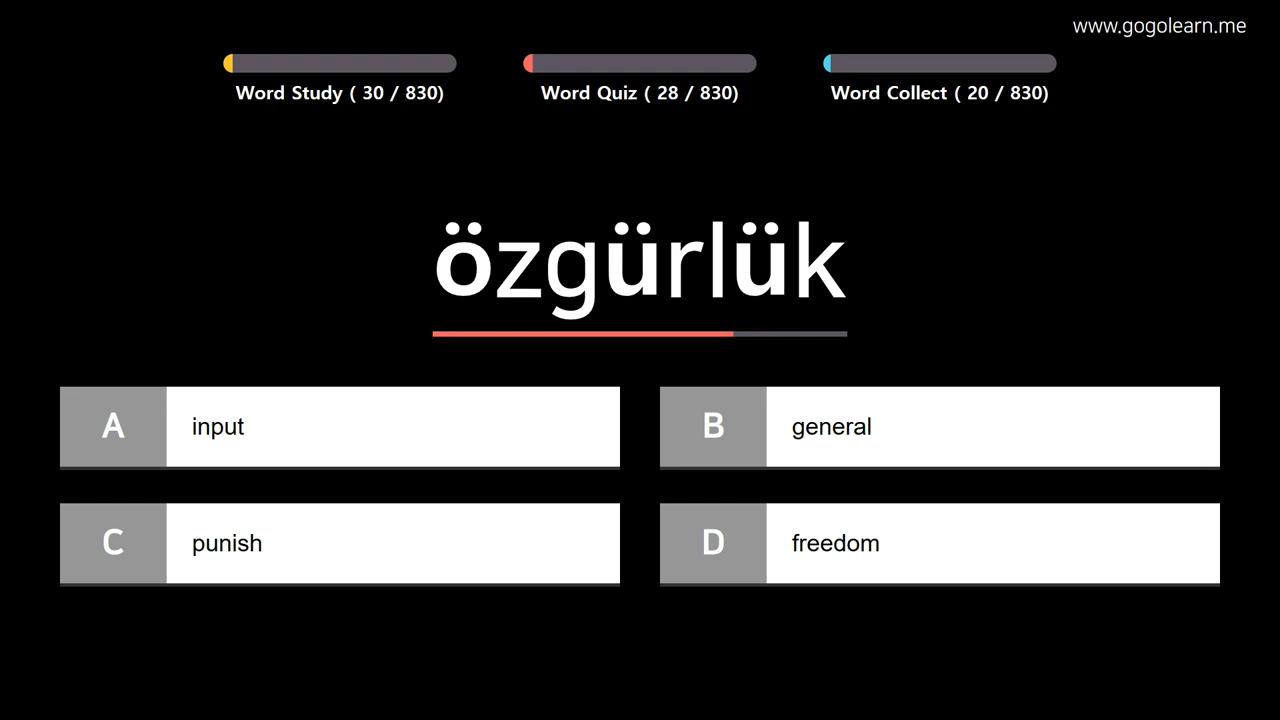 www.gogolearn.me
Word Study ( 30 / 830)
Word Quiz ( 28 / 830)
Word Collect ( 20 / 830)
özgürlük
A input
B general
C punish
D freedom